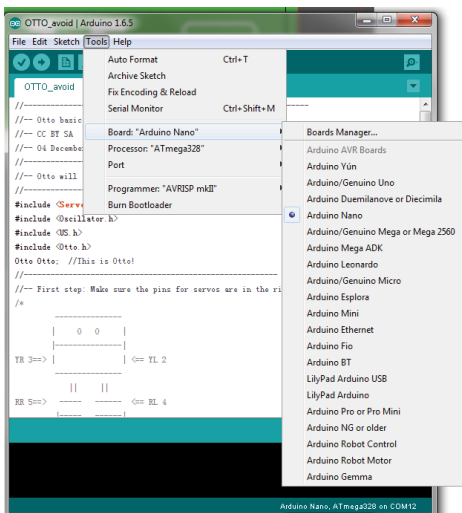 OTTO_avoid | Arduino 1.6.5
File Edit Sketch Tools Help
OTTO_avoid
Auto Format Ctrl+T
Archive Sketch
Fix Encoding & Reload
Serial Monitor Ctrl+Shift+M
Board: "Arduino Nano"
Processor: "ATmega328"
Port
Programmer: "AVRISP mkII"
Burn Bootloader
Boards Manager...
Arduino AVR Boards
Arduino Yún
Arduino/Genuino Uno
Arduino Duemilanove or Diecimila
Arduino Nano
Arduino/Genuino Mega or Mega 2560
Arduino Mega ADK
Arduino Leonardo
Arduino/Genuino Micro
Arduino Esplora
Arduino Mini
Arduino Ethernet
Arduino Fio
Arduino BT
LilyPad Arduino USB
LilyPad Arduino
Arduino Pro or Pro Mini
Arduino NG or older
Arduino Robot Control
Arduino Robot Motor
Arduino Gemma
//---------------
//-- Otto basic
//-- CC BY SA
//-- 04 Decembe
//---------------
//-- Otto will
//---------------
#include <Serv
#include <Oscillator.h>
#include <US.h>
#include <Otto.h>
Otto Otto; //This is Otto!
//---------------------------------------------------------
//-- First step: Make sure the pins for servos are in the ri
/*
---------------
| O O |
|---------------|
YR 3==> | | <== YL 2
---------------
|| ||
RR 5==> ----- ----- <== RL 4
|----- -----|
Arduino Nano, ATmega328 on COM12